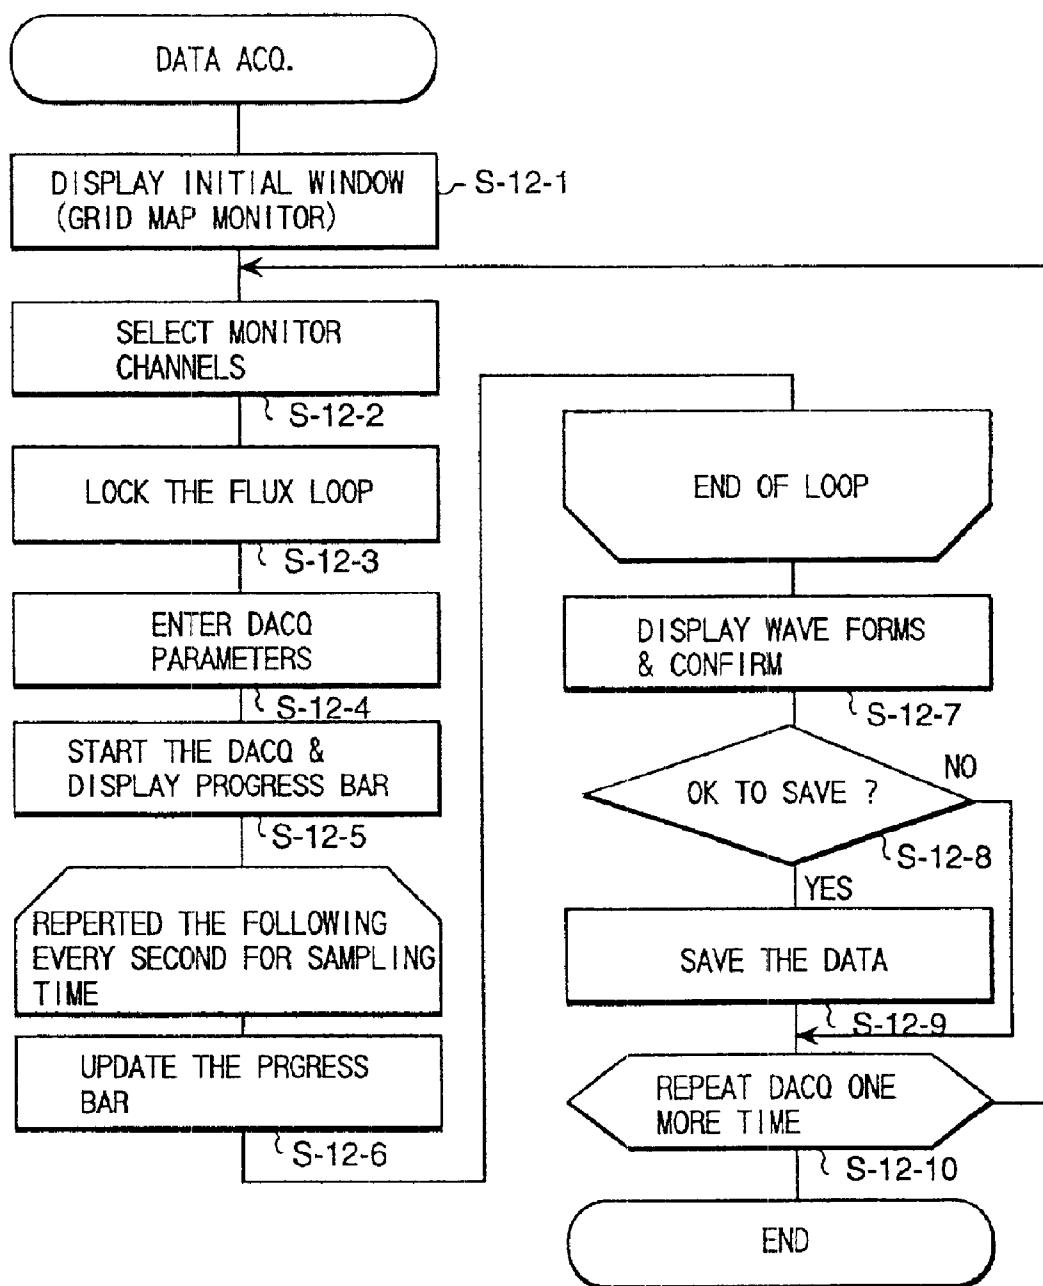 DATA ACQ.
DISPLAY INITIAL WINDOW
(GRID MAP MONITOR)
S-12-1
SELECT MONITOR
CHANNELS
S-12-2
LOCK THE FLUX LOOP
S-12-3
ENTER DACQ
PARAMETERS
S-12-4
START THE DACQ &
DISPLAY PROGRESS BAR
S-12-5
REPERTED THE FOLLOWING
EVERY SECOND FOR SAMPLING
TIME
UPDATE THE PRGRESS
BAR
S-12-6
END OF LOOP
DISPLAY WAVE FORMS
& CONFIRM
S-12-7
OK TO SAVE ?
NO
S-12-8
YES
SAVE THE DATA
S-12-9
REPEAT DACQ ONE
MORE TIME
S-12-10
END